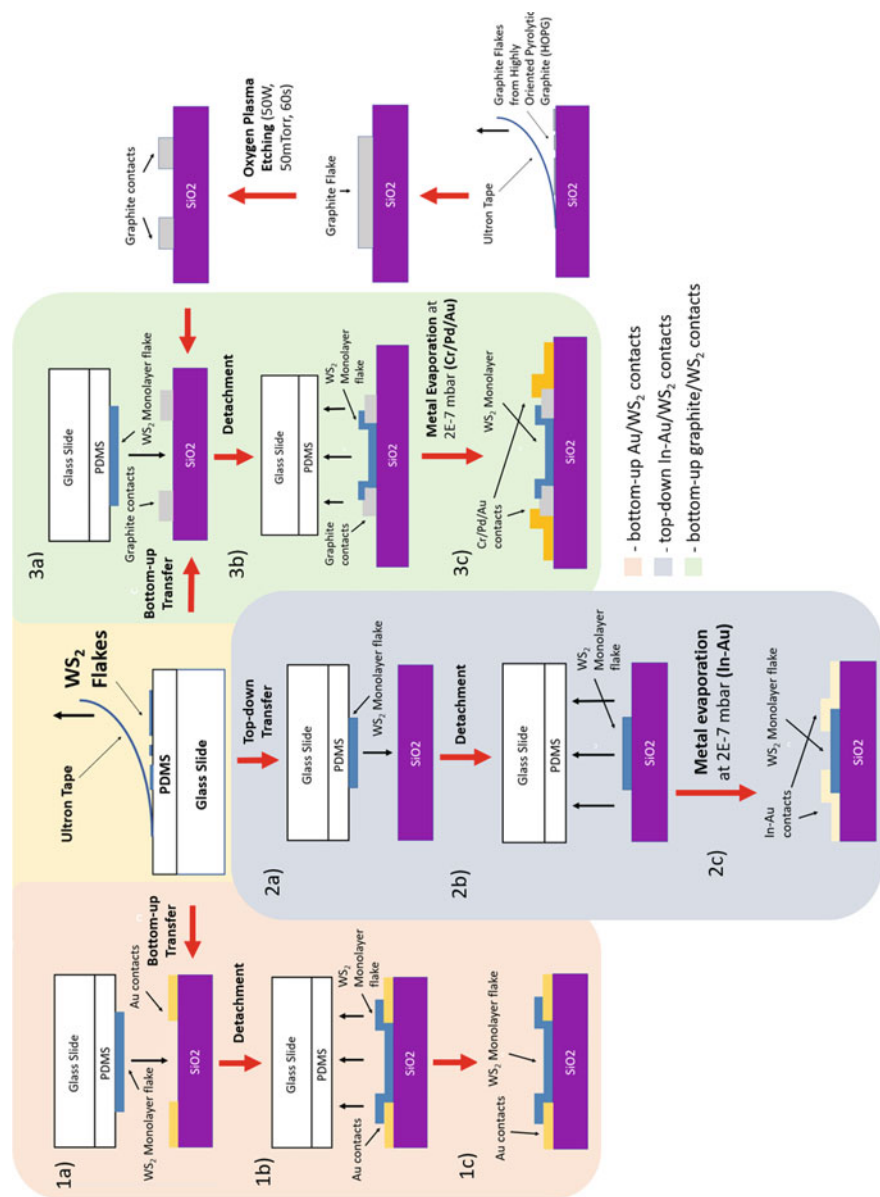 1a)
Glass Slide
PDMS
WS2 Monolayer flake
Au contacts
SiO2
Bottom-up
Transfer
Detachment
1b)
Glass Slide
PDMS
Au contacts
WS2
Monolayer
flake
SiO2
1c)
Au contacts
WS2 Monolayer flake
SiO2
Ultron Tape
WS2
Flakes
PDMS
Glass Slide
Top-down
Transfer
2a)
Glass Slide
PDMS
WS2 Monolayer flake
SiO2
Detachment
2b)
Glass Slide
PDMS
WS2
Monolayer
flake
SiO2
Metal evaporation
at 2E-7 mbar (In-Au)
2c)
In-Au
contacts
WS2 Monolayer flake
SiO2
Bottom-up
Transfer
3a)
Glass Slide
PDMS
WS2 Monolayer flake
Graphite contacts
SiO2
Detachment
3b)
Glass Slide
PDMS
Graphite
contacts
WS2
Monolayer
flake
SiO2
Metal Evaporation at
2E-7 mbar (Cr/Pd/Au)
3c)
Cr/Pd/Au
contacts
WS2 Monolayer
SiO2
Graphite contacts
SiO2
Oxygen Plasma
Etching (50W,
50mTorr, 60s)
Graphite Flake
SiO2
Ultron Tape
Graphite Flakes
from Highly
Oriented Pyrolytic
Graphite (HOPG)
SiO2
- bottom-up Au/WS2 contacts
- top-down In-Au/WS2 contacts
- bottom-up graphite/WS2 contacts